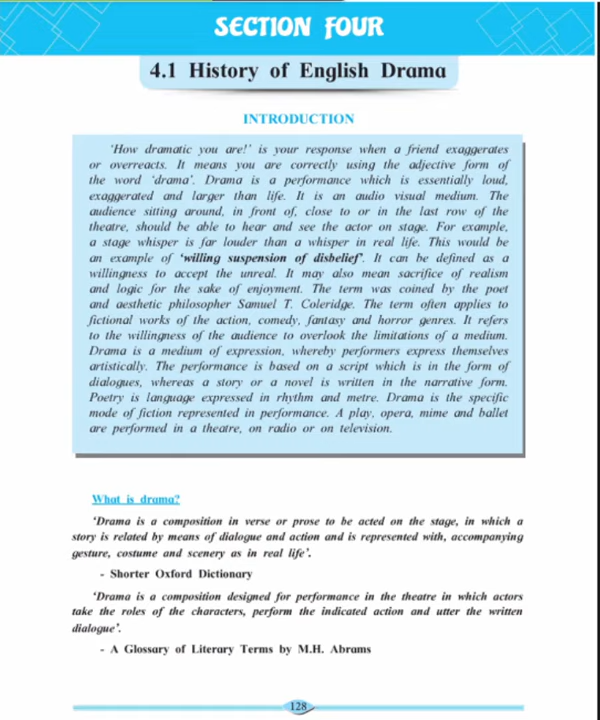 SECTION FOUR
4.1 History of English Drama
INTRODUCTION
‘How dramatic you are!’ is your response when a friend exaggerates
or overreacts. It means you are correctly using the adjective form of
the word ‘drama’. Drama is a performance which is essentially loud,
exaggerated and larger than life. It is an audio visual medium. The
audience sitting around, in front of, close to or in the last row of the
theatre, should be able to hear and see the actor on stage. For example,
a stage whisper is far louder than a whisper in real life. This would be
an example of ‘willing suspension of disbelief’. It can be defined as a
willingness to accept the unreal. It may also mean sacrifice of realism
and logic for the sake of enjoyment. The term was coined by the poet
and aesthetic philosopher Samuel T. Coleridge. The term often applies to
fictional works of the action, comedy, fantasy and horror genres. It refers
to the willingness of the audience to overlook the limitations of a medium.
Drama is a medium of expression, whereby performers express themselves
artistically. The performance is based on a script which is in the form of
dialogues, whereas a story or a novel is written in the narrative form.
Poetry is language expressed in rhythm and metre. Drama is the specific
mode of fiction represented in performance. A play, opera, mime and ballet
are performed in a theatre, on radio or on television.
What is drama?
‘Drama is a composition in verse or prose to be acted on the stage, in which a
story is related by means of dialogue and action and is represented with, accompanying
gesture, costume and scenery as in real life’.
- Shorter Oxford Dictionary
‘Drama is a composition designed for performance in the theatre in which actors
take the roles of the characters, perform the indicated action and utter the written
dialogue’.
- A Glossary of Literary Terms by M.H. Abrams
128